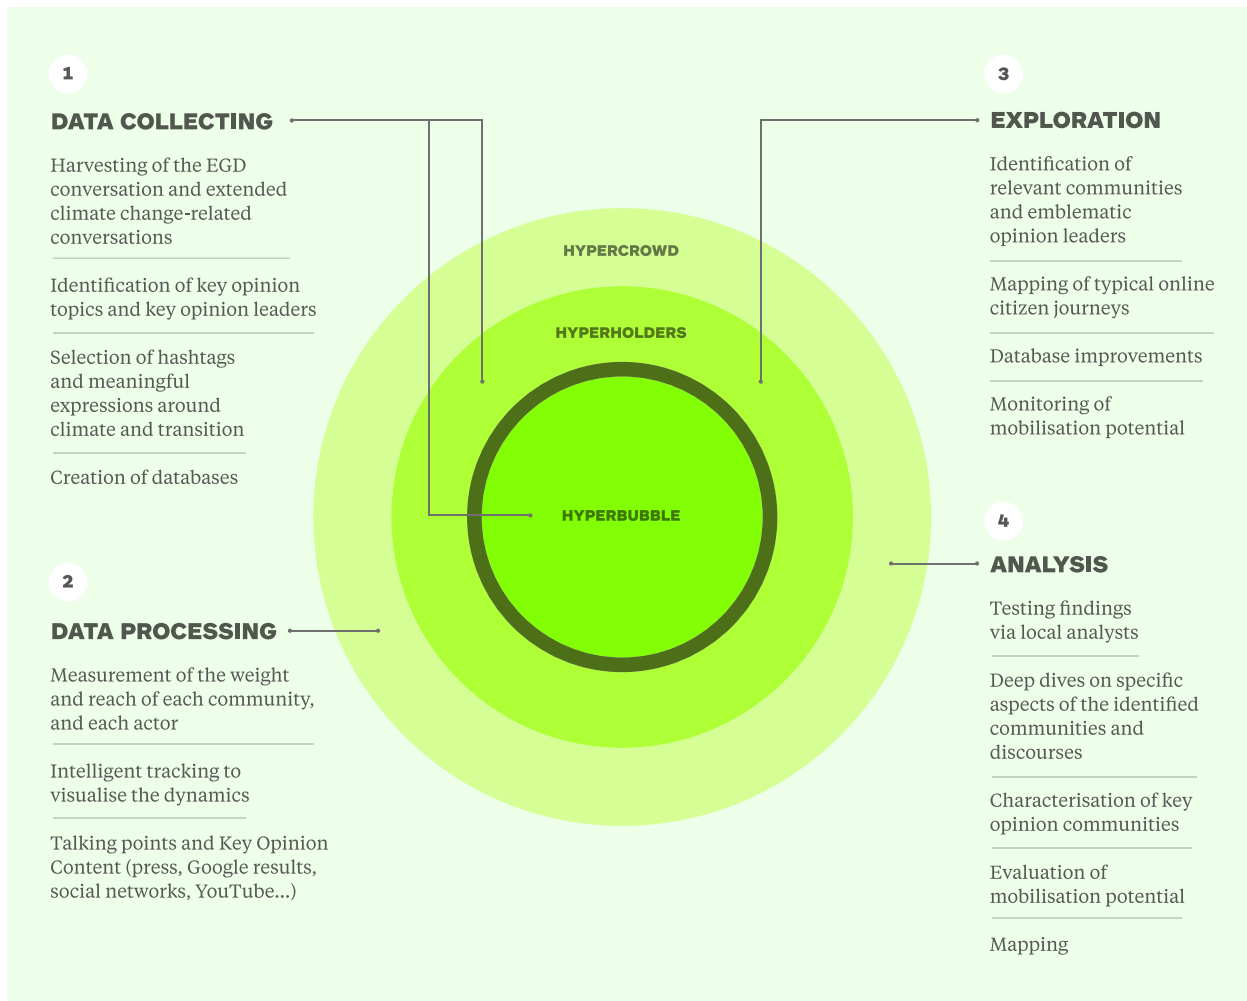 1
DATA COLLECTING
Harvesting of the EGD
conversation and extended
climate change-related
conversations
Identification of key opinion
topics and key opinion leaders
Selection of hashtags
and meaningful
expressions around
climate and transition
Creation of databases
2
DATA PROCESSING
Measurement of the weight
and reach of each community,
and each actor
Intelligent tracking to
visualise the dynamics
Talking points and Key Opinion
Content (press, Google results,
social networks, YouTube...)
HYPERCROWD
HYPERHOLDERS
HYPERBUBBLE
3
EXPLORATION
Identification of
relevant communities
and emblematic
opinion leaders
Mapping of typical online
citizen journeys
Database improvements
Monitoring of
mobilisation potential
4
ANALYSIS
Testing findings
via local analysts
Deep dives on specific
aspects of the identified
communities and
discourses
Characterisation of key
opinion communities
Evaluation of
mobilisation potential
Mapping